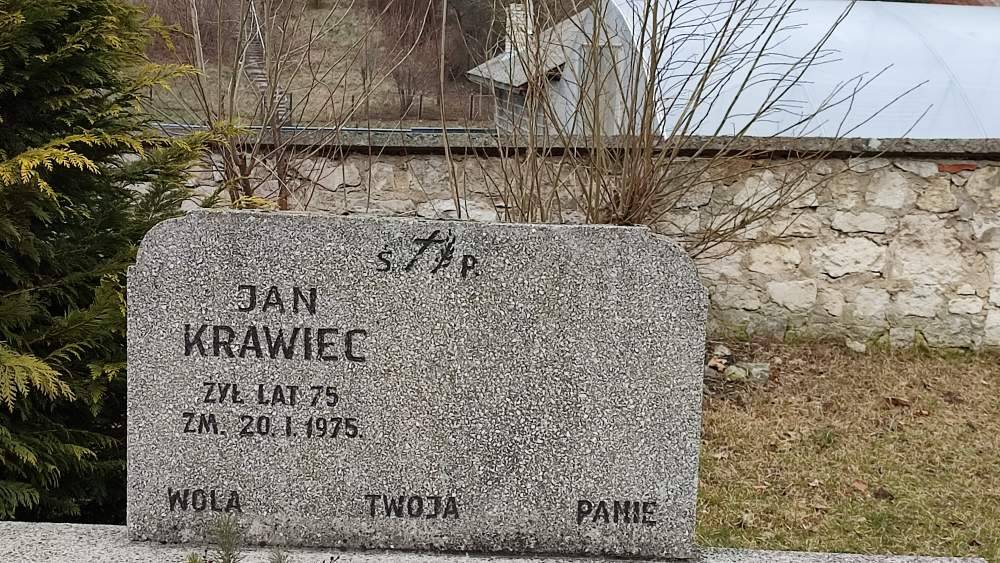 Ś. P.
JAN
KRAWIEC
ŻYŁ LAT 75
ZM. 20. I. 1975.
WOLA TWOJA PANIE